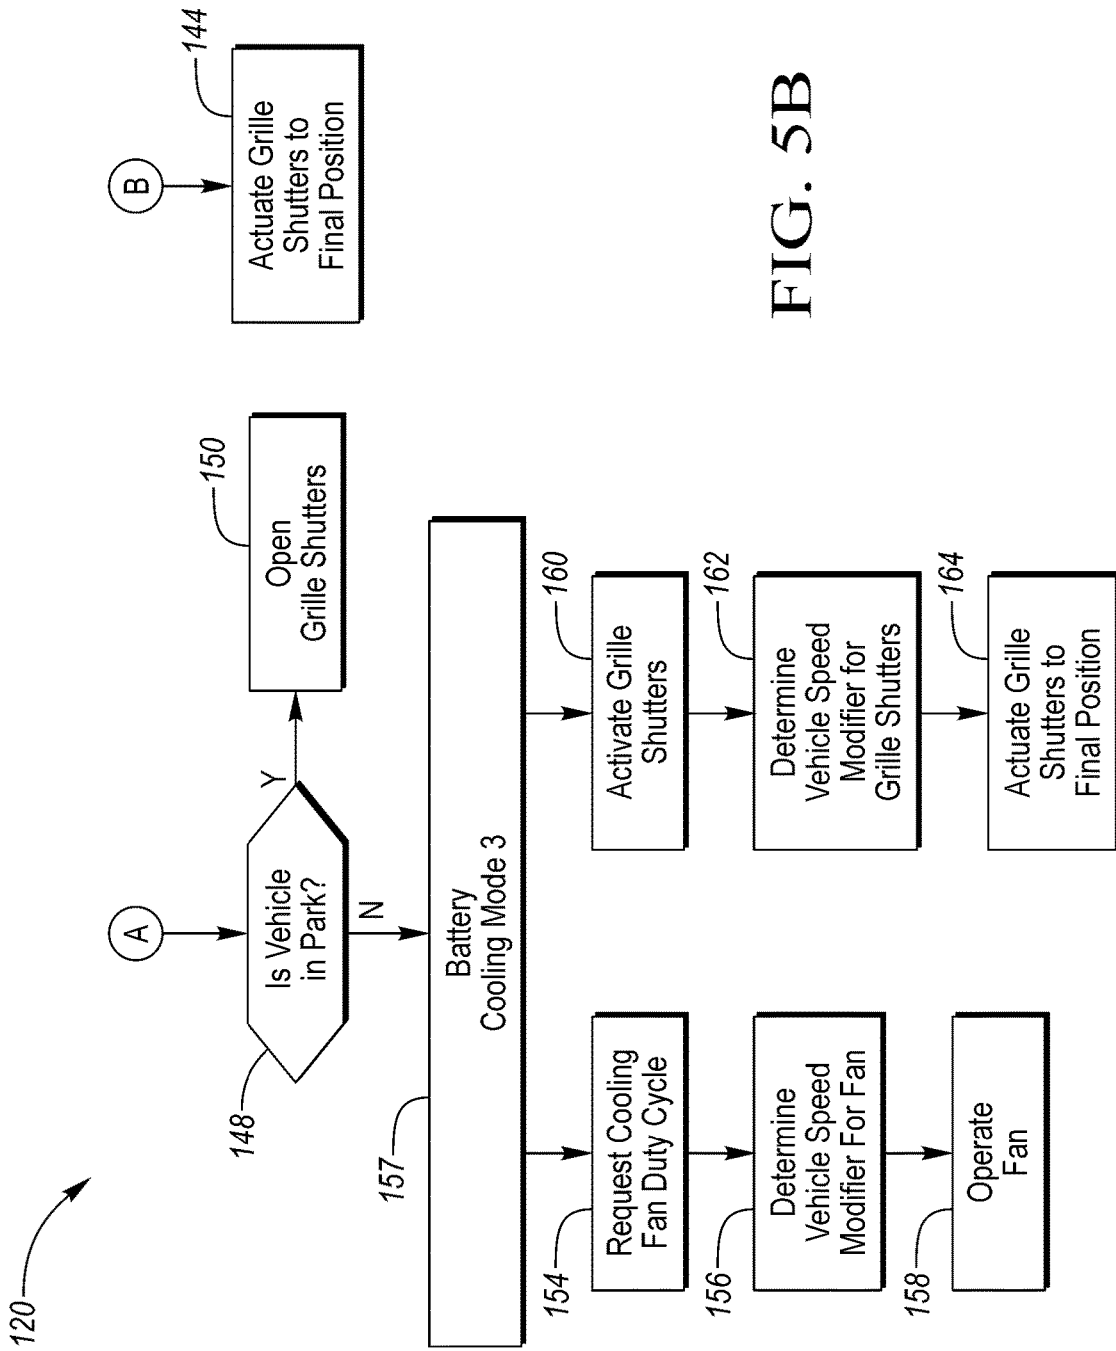 120
A
B
144
Actuate Grille
Shutters to
Final Position
148
Is Vehicle
in Park?
Y
N
150
Open
Grille Shutters
157
Battery
Cooling Mode 3
154
Request Cooling
Fan Duty Cycle
156
Determine
Vehicle Speed
Modifier For Fan
158
Operate
Fan
160
Activate Grille
Shutters
162
Determine
Vehicle Speed
Modifier for
Grille Shutters
164
Actuate Grille
Shutters to
Final Position
FIG. 5B